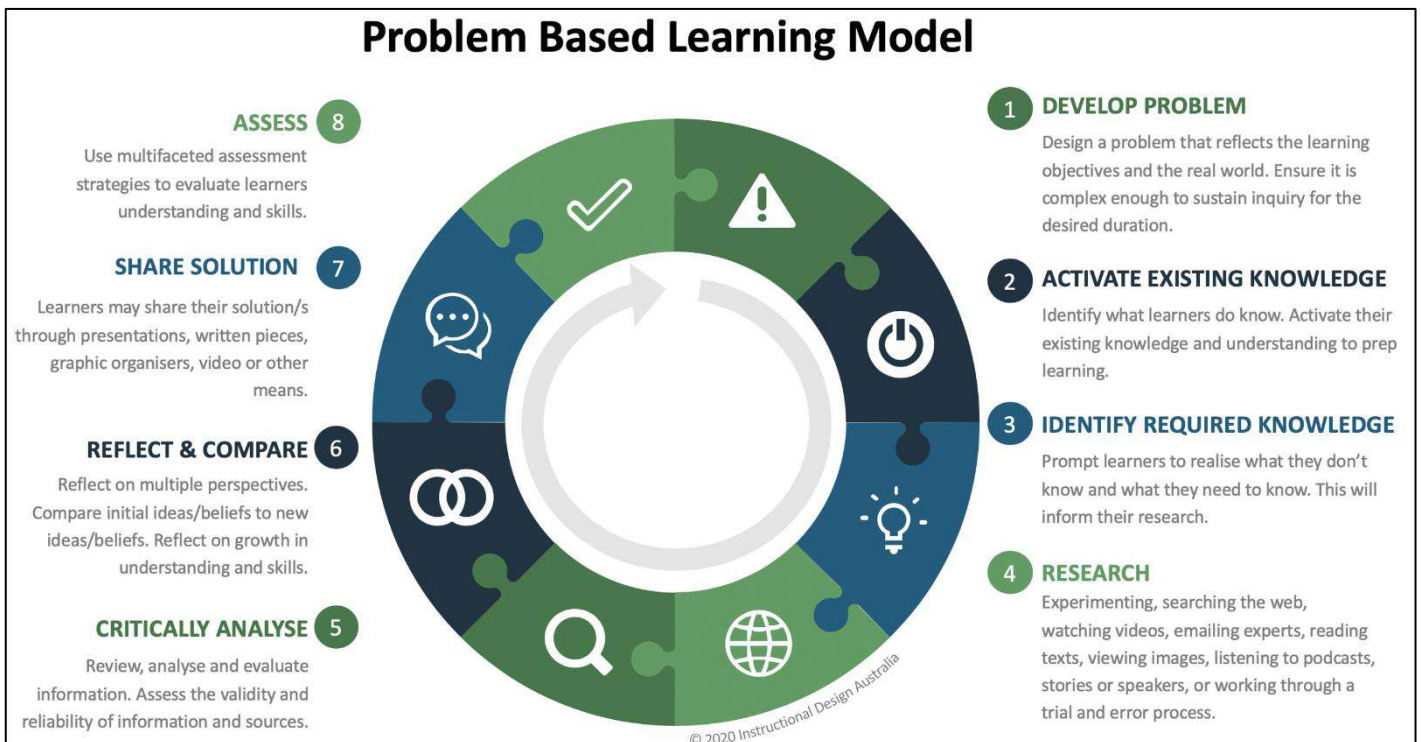 Problem Based Learning Model
1
DEVELOP PROBLEM
Design a problem that reflects the learning
objectives and the real world. Ensure it is
complex enough to sustain inquiry for the
desired duration.
2
ACTIVATE EXISTING KNOWLEDGE
Identify what learners do know. Activate their
existing knowledge and understanding to prep
learning.
3
IDENTIFY REQUIRED KNOWLEDGE
Prompt learners to realise what they don't
know and what they need to know. This will
inform their research.
4
RESEARCH
Experimenting, searching the web,
watching videos, emailing experts, reading
texts, viewing images, listening to podcasts,
stories or speakers, or working through a
trial and error process.
CRITICALLY ANALYSE 5
Review, analyse and evaluate
information. Assess the validity and
reliability of information and sources.
REFLECT & COMPARE 6
Reflect on multiple perspectives.
Compare initial ideas/beliefs to new
ideas/beliefs. Reflect on growth in
understanding and skills.
SHARE SOLUTION 7
Learners may share their solution/s
through presentations, written pieces,
graphic organisers, video or other
means.
ASSESS 8
Use multifaceted assessment
strategies to evaluate learners
understanding and skills.
© 2020 Instructional Design Australia